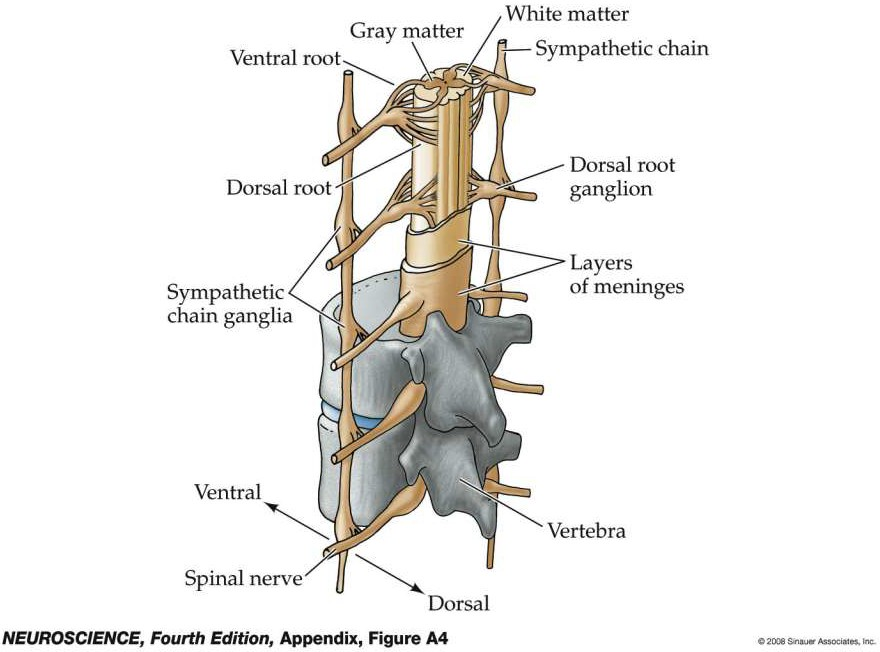 White matter
Gray matter
Ventral root
Sympathetic chain
Dorsal root
ganglion
Dorsal root
Layers
of meninges
Sympathetic
chain ganglia
Ventral
Vertebra
Spinal nerve
Dorsal
NEUROSCIENCE, Fourth Edition, Appendix, Figure A4
© 2008 Sinauer Associates, Inc.